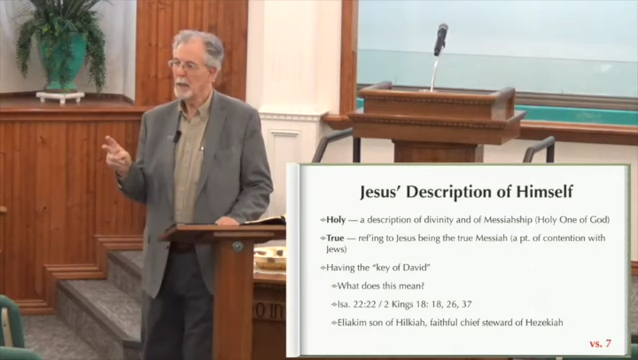 Jesus' Description of Himself
Holy — a description of divinity and of Messiahship (Holy One of God)
True — ref'ing to Jesus being the true Messiah (a pt. of contention with
Jews)
Having the "key of David"
What does this mean?
Isa. 22:22 / 2 Kings 18: 18, 26, 37
Eliakim son of Hilkiah, faithful chief steward of Hezekiah
vs. 7